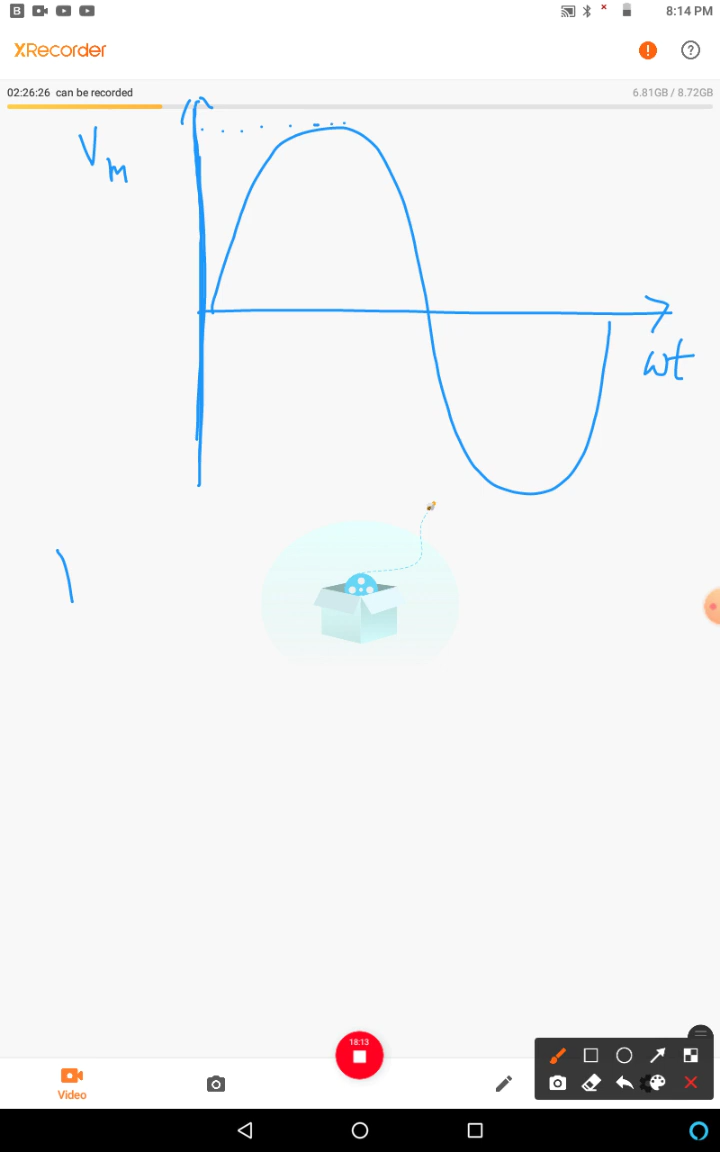 B
8:14 PM
XRecorder
! ?
02:26:26 can be recorded
6.81GB / 8.72GB
Vm
ωt
18:13
Video